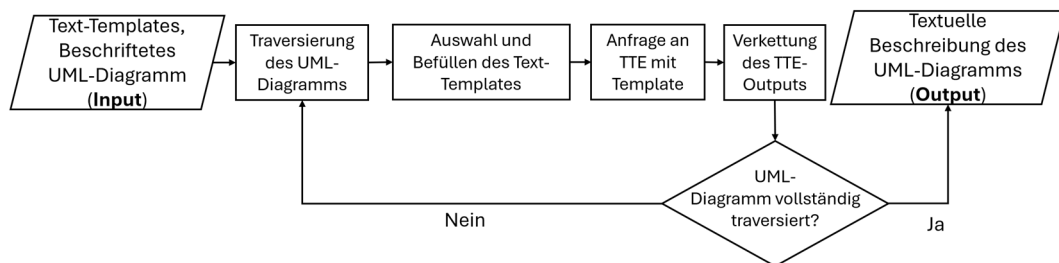 Text-Templates,
Beschriftetes
UML-Diagramm
(Input)
Traversierung
des UML-
Diagramms
Auswahl und
Befüllen des Text-
Templates
Anfrage an
TTE mit
Template
Verkettung
des TTE-
Outputs
Textuelle
Beschreibung des
UML-Diagramms
(Output)
UML-
Diagramm vollständig
traversiert?
Nein
Ja